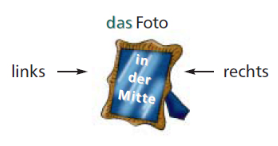 das Foto
links
in
der
Mitte
rechts